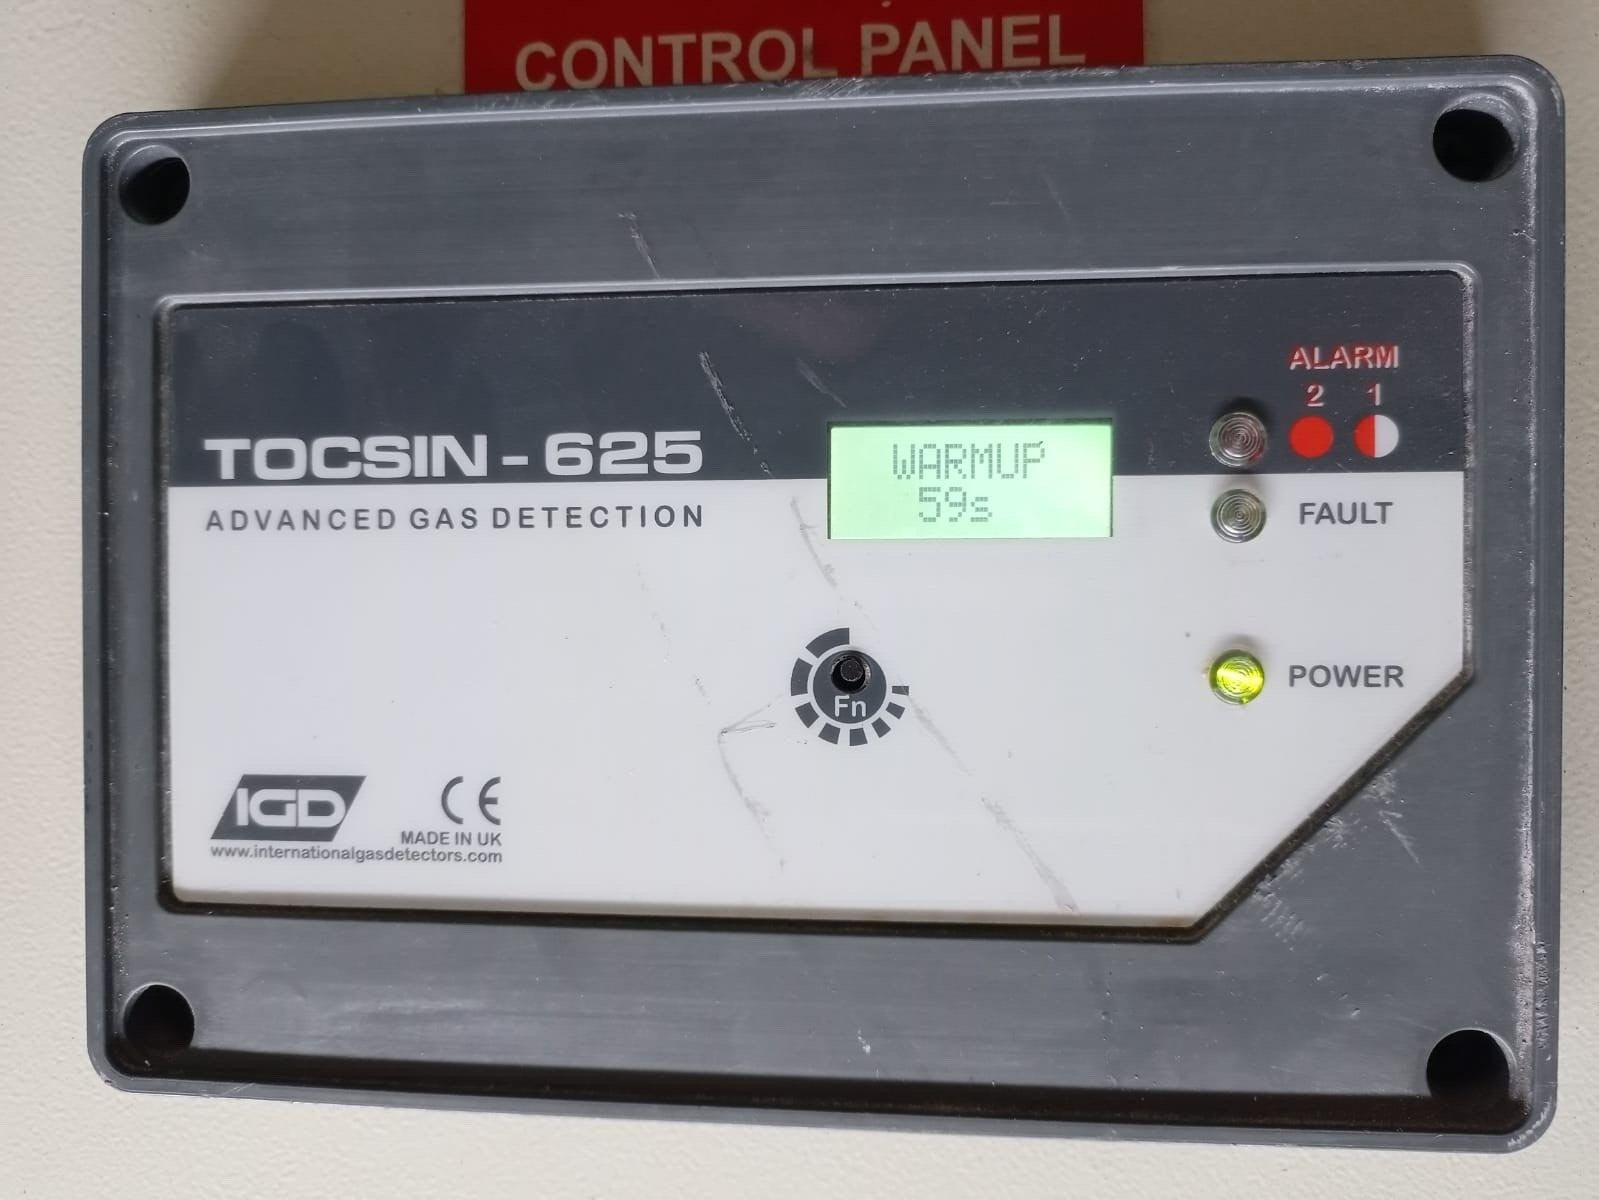 CONTROL PANEL
ALARM
2 1
TOCSIN - 625
WARMUP
59s
ADVANCED GAS DETECTION
FAULT
POWER
Fn
IGD
CE
MADE IN UK
www.internationalgasdetectors.com